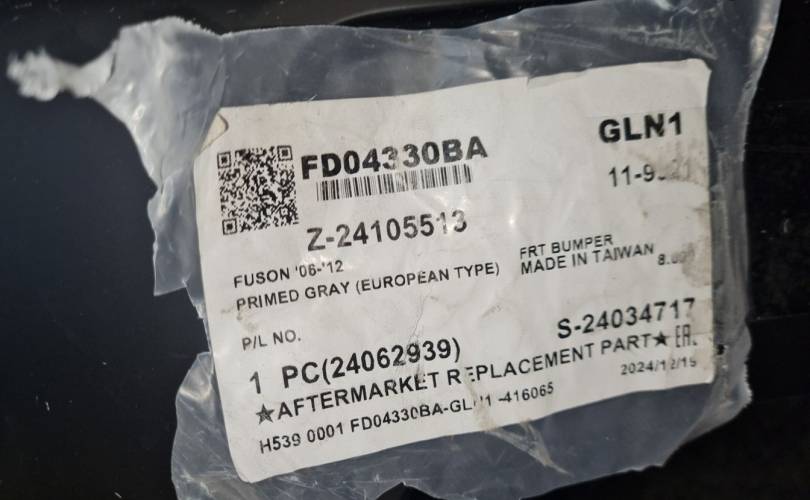 FD04330BA
GLN1
Z-24105513
FUSON '06-'12
PRIMED GRAY (EUROPEAN TYPE)
FRT BUMPER
MADE IN TAIWAN
P/L NO.
1 PC(24062939)
S-24034717
★AFTERMARKET REPLACEMENT PART★
H539 0001 FD04330BA-GLN1 -416065
2024/12/15